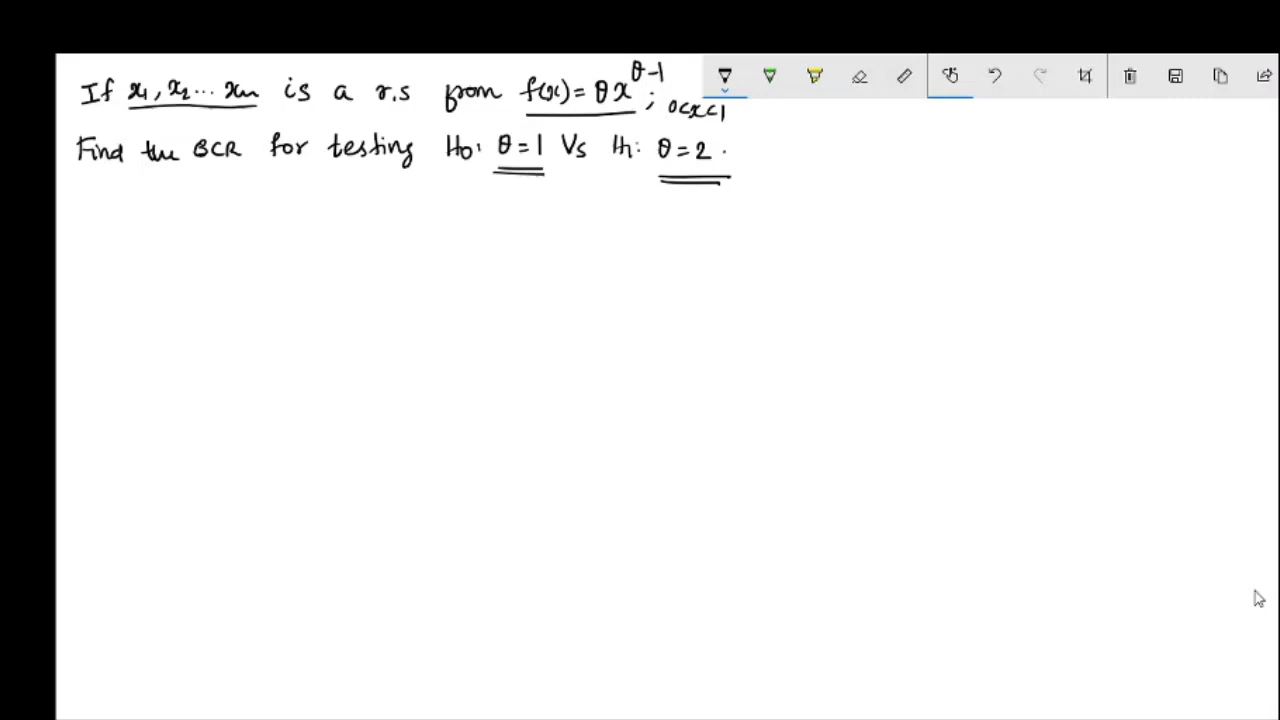 If x1, x2 ... xn is a r.s from f(x) = θx^θ-1 ; 0<x<1
Find the BCR for testing H0: θ = 1 Vs H1: θ = 2 .